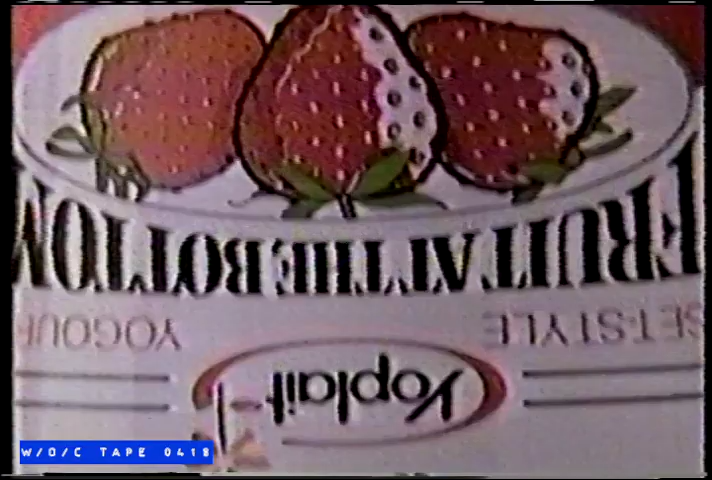 Yoplait
SET-STYLE YOGOUR
FRUIT AT THE BOTTOM
W/O/C TAPE 0418